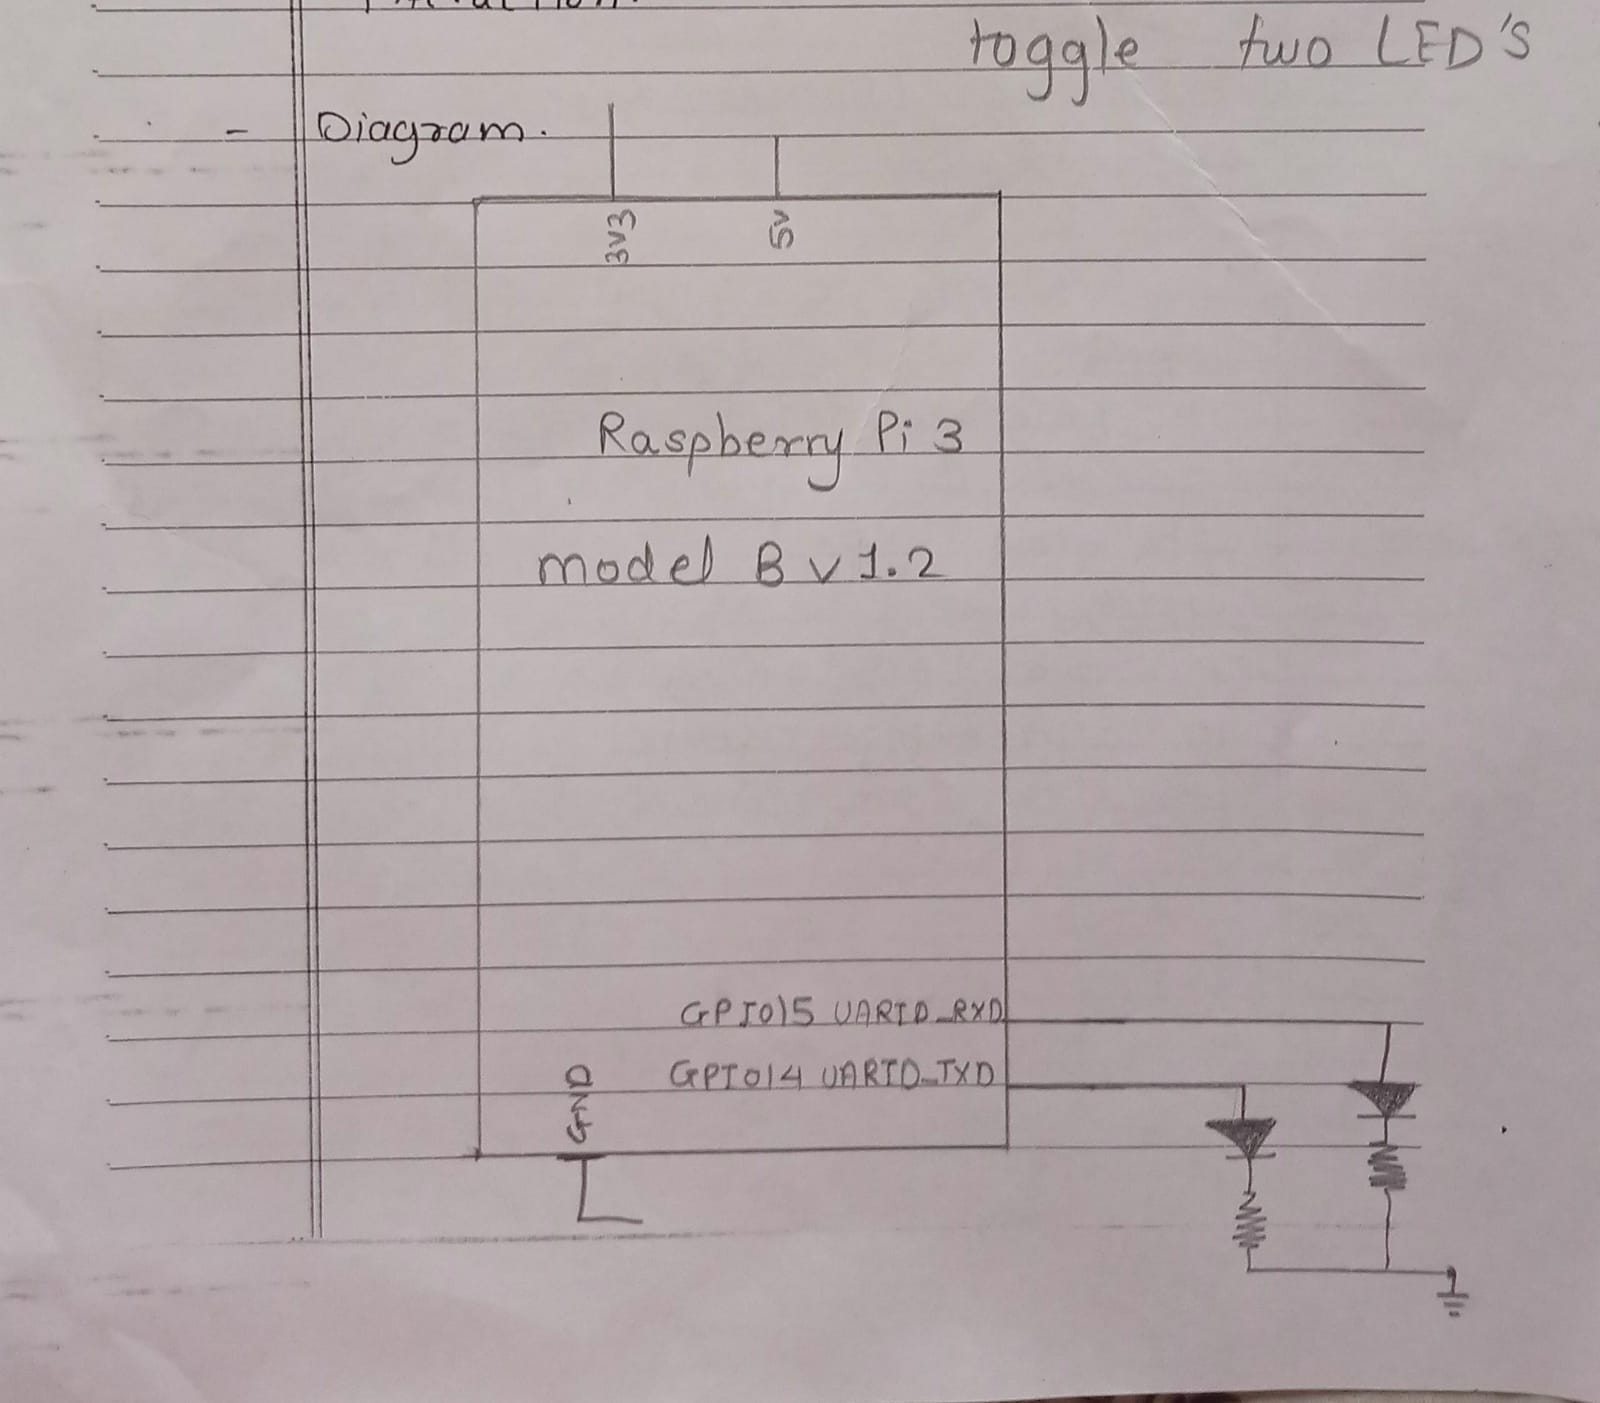 toggle two LED's
- Diagram.
3V3
5V
Raspberry Pi 3
model B v 1.2
GPIO15 UART0_RXD
GPIO14 UART0_TXD
GND